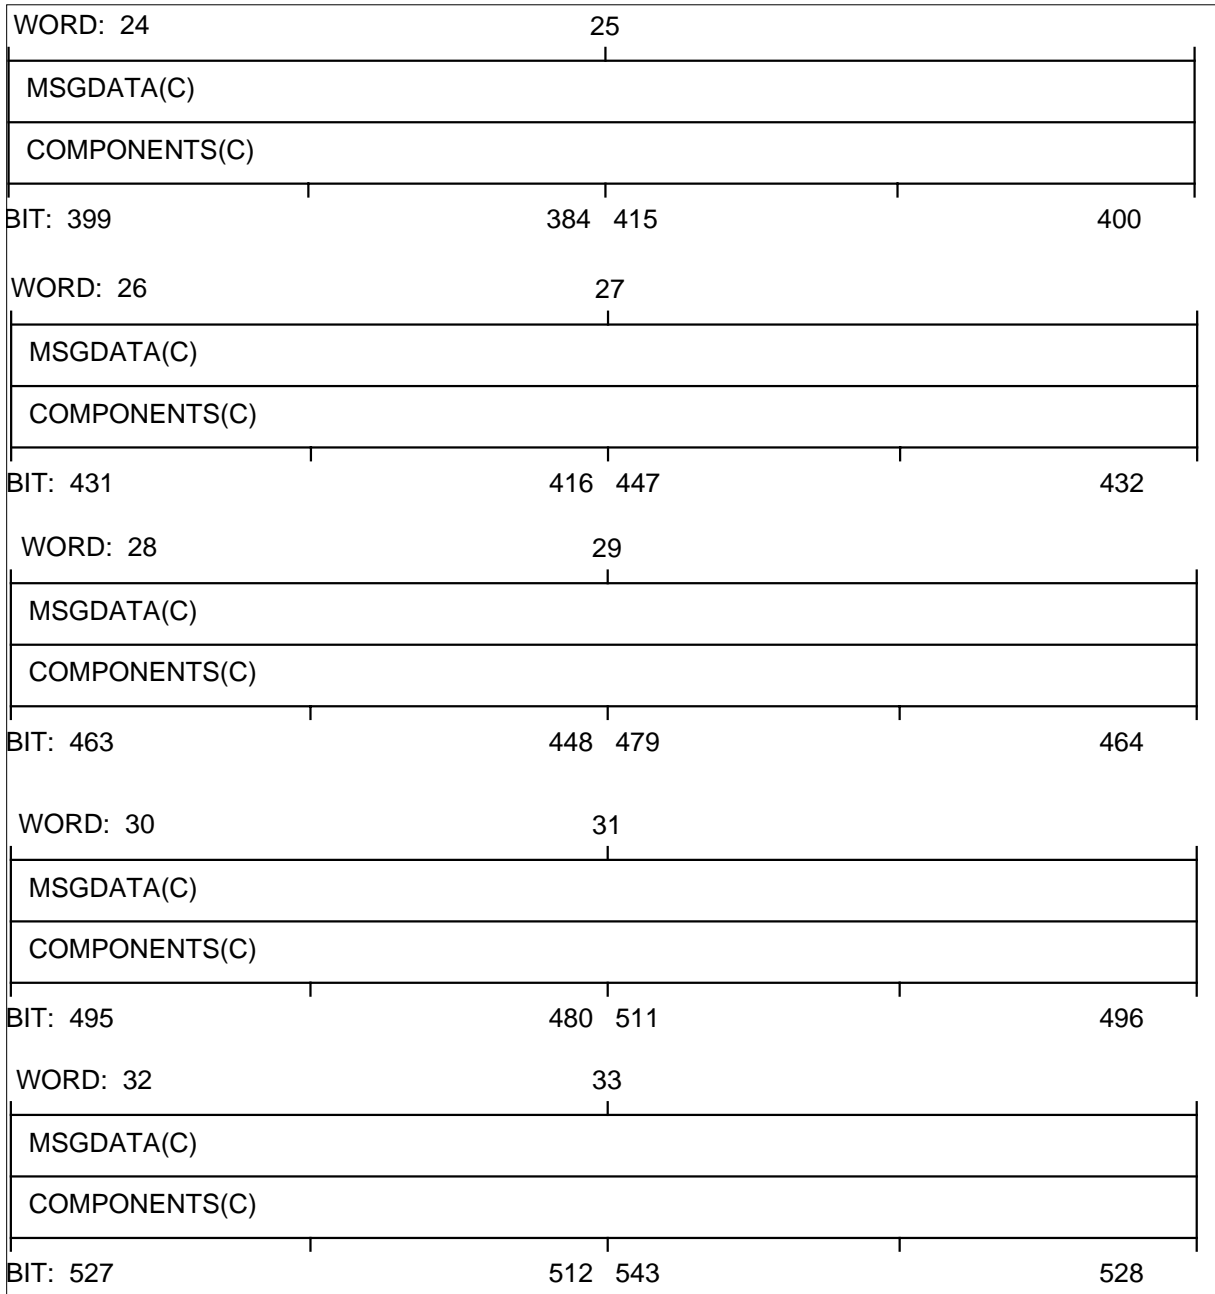 WORD: 24 25
MSGDATA(C)
COMPONENTS(C)
BIT: 399 384 415 400
WORD: 26 27
MSGDATA(C)
COMPONENTS(C)
BIT: 431 416 447 432
WORD: 28 29
MSGDATA(C)
COMPONENTS(C)
BIT: 463 448 479 464
WORD: 30 31
MSGDATA(C)
COMPONENTS(C)
BIT: 495 480 511 496
WORD: 32 33
MSGDATA(C)
COMPONENTS(C)
BIT: 527 512 543 528